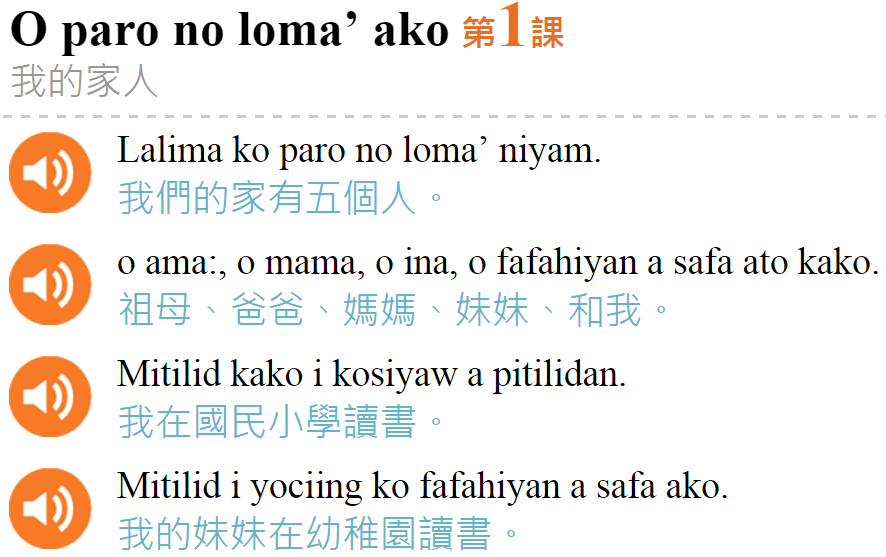 O paro no loma’ ako 第1課
我的家人
Lalima ko paro no loma’ niyam.
我們的家有五個人。
o ama:, o mama, o ina, o fafahiyan a safa ato kako.
祖母、爸爸、媽媽、妹妹、和我。
Mitilid kako i kosiyaw a pitilidan.
我在國民小學讀書。
Mitilid i yociing ko fafahiyan a safa ako.
我的妹妹在幼稚園讀書。